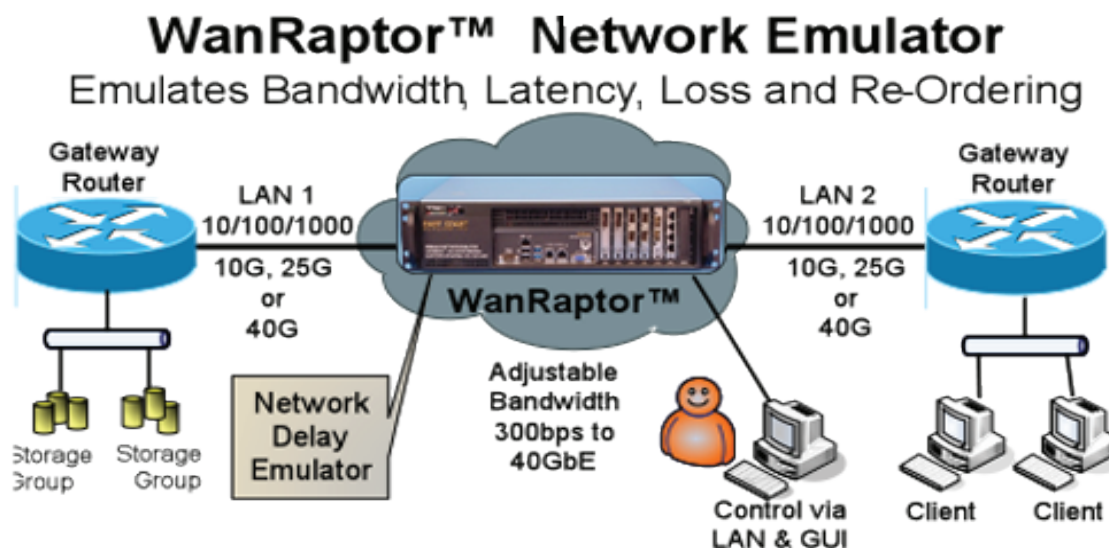 WanRaptor™ Network Emulator
Emulates Bandwidth, Latency, Loss and Re-Ordering
Gateway
Router
LAN 1
10/100/1000
10G, 25G
or
40G
WanRaptor™
Gateway
Router
LAN 2
10/100/1000
10G, 25G
or
40G
Storage
Group
Storage
Group
Network
Delay
Emulator
Adjustable
Bandwidth
300bps to
40GbE
Control via
LAN & GUI
Client
Client